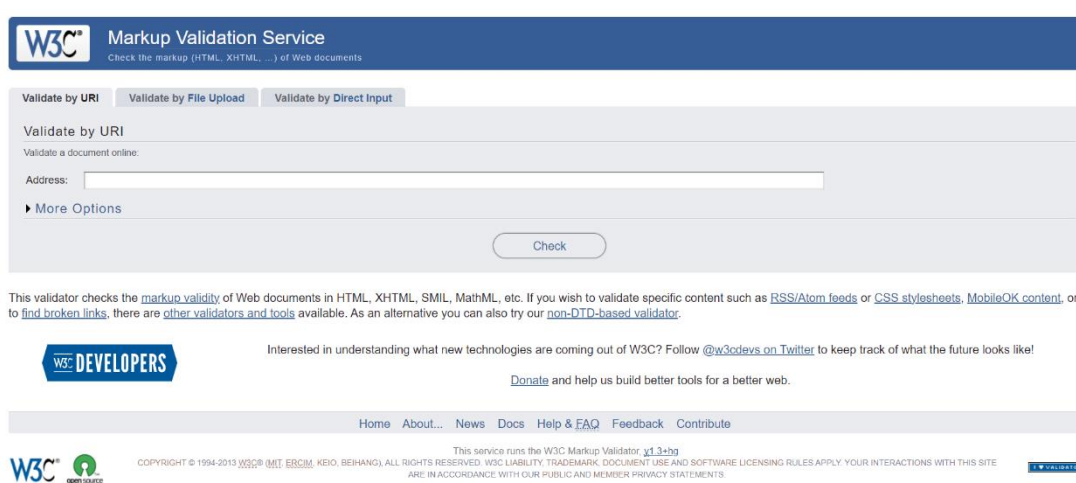 W3C® Markup Validation Service
Check the markup (HTML, XHTML, ...) of Web documents
Validate by URI Validate by File Upload Validate by Direct Input
Validate by URI
Validate a document online:
Address:
More Options
Check
This validator checks the markup validity of Web documents in HTML, XHTML, SMIL, MathML, etc. If you wish to validate specific content such as RSS/Atom feeds or CSS stylesheets, MobileOK content, or
to find broken links, there are other validators and tools available. As an alternative you can also try our non-DTD-based validator.
W3C DEVELOPERS
Interested in understanding what new technologies are coming out of W3C? Follow @w3cdevs on Twitter to keep track of what the future looks like!
Donate and help us build better tools for a better web.
Home About... News Docs Help & FAQ Feedback Contribute
W3C® open source
This service runs the W3C Markup Validator, v1.3+hg
COPYRIGHT © 1994-2013 W3C® (MIT, ERCIM, KEIO, BEIHANG), ALL RIGHTS RESERVED. W3C LIABILITY, TRADEMARK, DOCUMENT USE AND SOFTWARE LICENSING RULES APPLY. YOUR INTERACTIONS WITH THIS SITE
ARE IN ACCORDANCE WITH OUR PUBLIC AND MEMBER PRIVACY STATEMENTS.